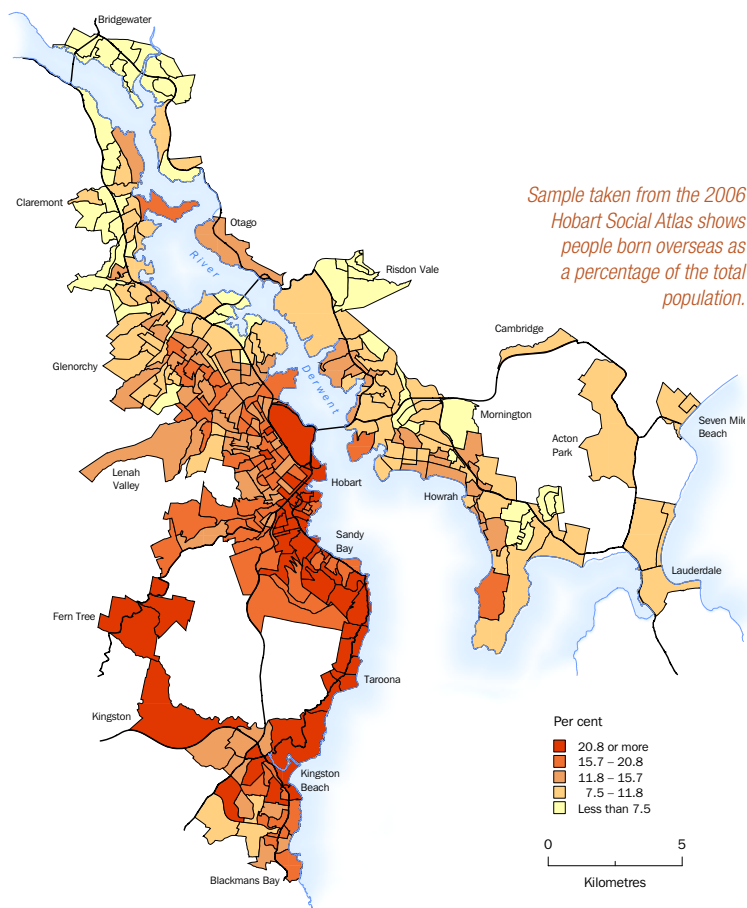 Bridgewater
Sample taken from the 2006
Hobart Social Atlas shows
people born overseas as
a percentage of the total
population.
Claremont
Otago
River
Risdon Vale
Cambridge
Glenorchy
Derwent
Mornington
Seven Mile
Beach
Acton
Park
Lenah
Valley
Hobart
Howrah
Sandy
Bay
Lauderdale
Fern Tree
Taroona
Kingston
Per cent
20.8 or more
15.7 – 20.8
11.8 – 15.7
7.5 – 11.8
Less than 7.5
Kingston
Beach
0 5
Kilometres
Blackmans Bay